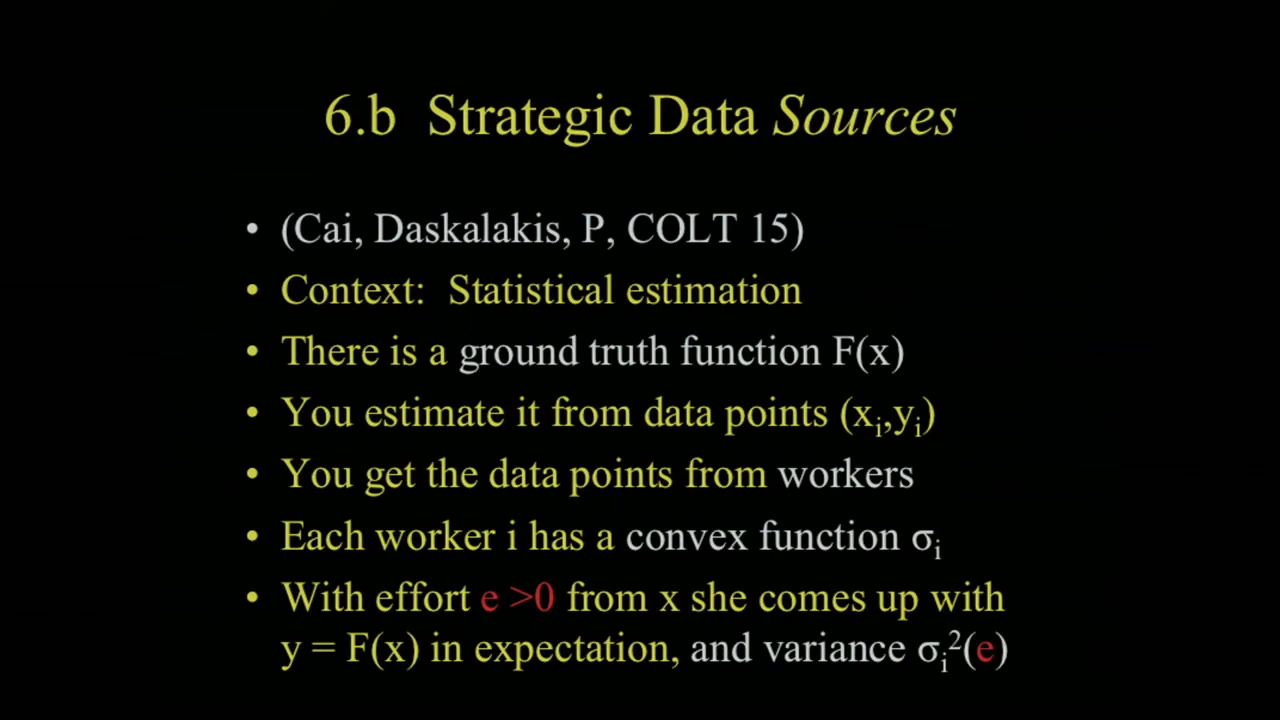 6.b Strategic Data Sources
• (Cai, Daskalakis, P, COLT 15)
• Context: Statistical estimation
• There is a ground truth function F(x)
• You estimate it from data points (xᵢ,yᵢ)
• You get the data points from workers
• Each worker i has a convex function σᵢ
• With effort e >0 from x she comes up with
y = F(x) in expectation, and variance σᵢ²(e)